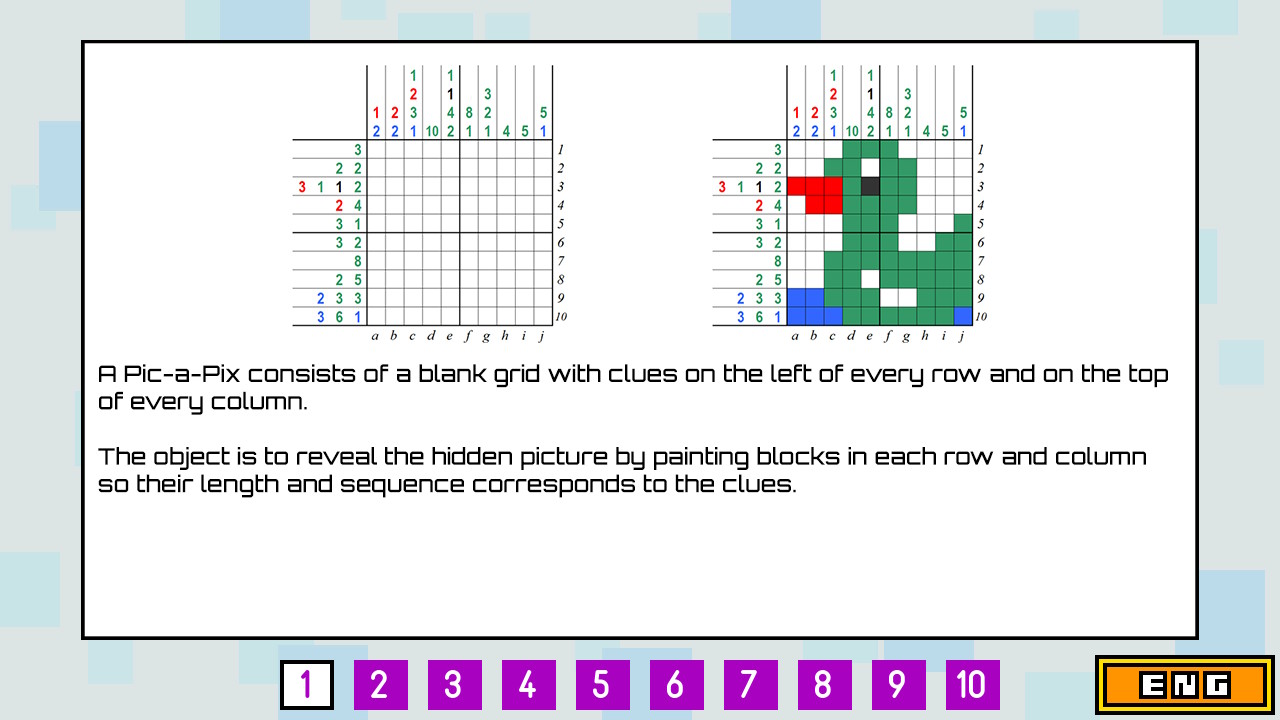 1 1 1 1
2 1 3 2 1 3
1 2 3 4 8 2 5 1 2 3 4 8 2 5
2 2 1 10 2 1 1 4 5 1 2 2 1 10 2 1 1 4 5 1
3 1 3 1
2 2 2 2 2 2
3 1 1 2 3 3 1 1 2 3
2 4 4 2 4 4
3 1 5 3 1 5
3 2 6 3 2 6
8 7 8 7
2 5 8 2 5 8
2 3 3 9 2 3 3 9
3 6 1 10 3 6 1 10
a b c d e f g h i j a b c d e f g h i j
A Pic-a-Pix consists of a blank grid with clues on the left of every row and on the top
of every column.
The object is to reveal the hidden picture by painting blocks in each row and column
so their length and sequence corresponds to the clues.
1 2 3 4 5 6 7 8 9 10 ENG